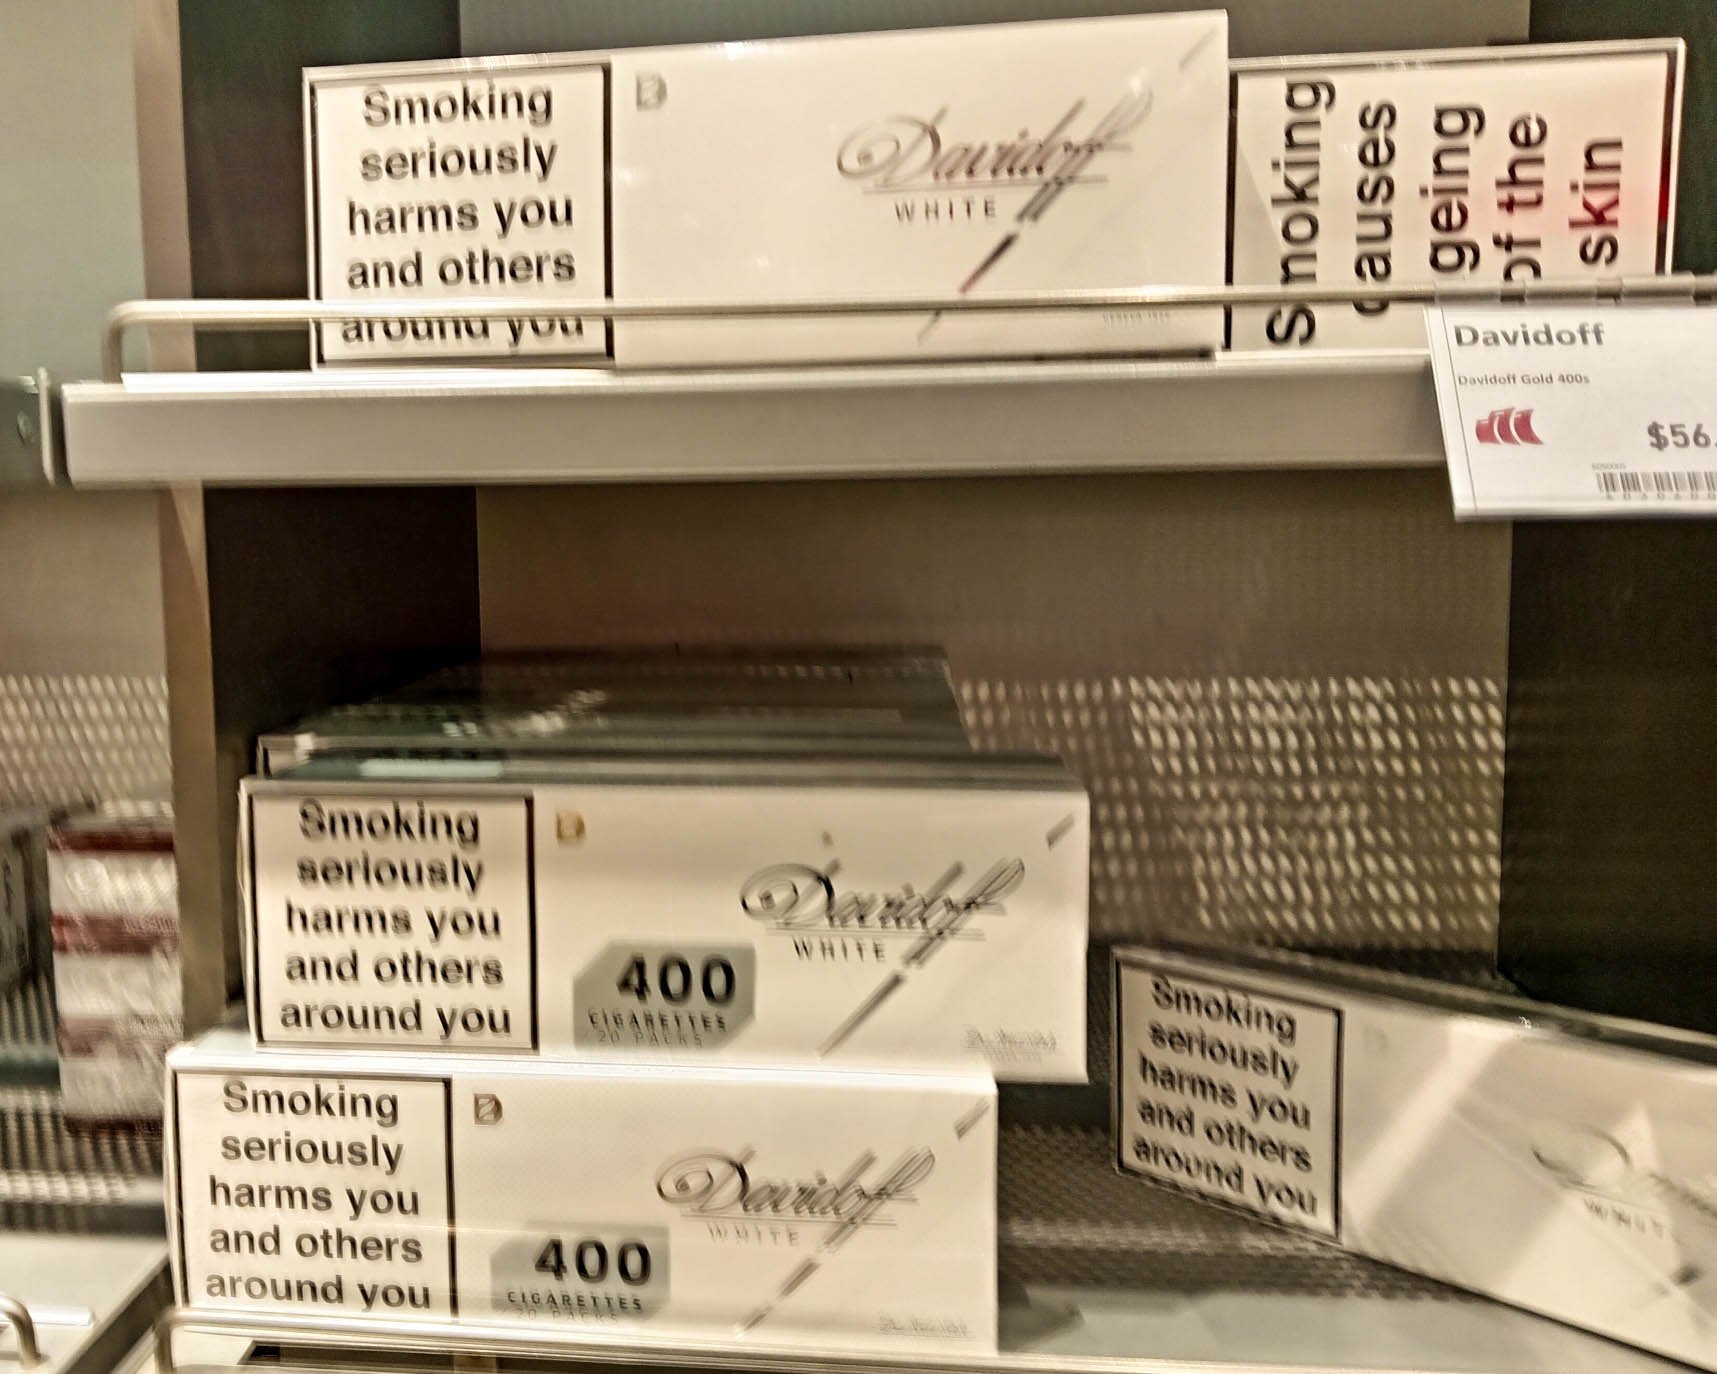 Smoking
seriously
harms you
and others
around you
Davidoff
WHITE
Smoking
causes
ageing
of the
skin
Davidoff
Davidoff Gold 400s
$56.
Smoking
seriously
harms you
and others
around you
Davidoff
WHITE
400
CIGARETTES
20 PACKS
Smoking
seriously
harms you
and others
around you
Davidoff
WHITE
400
CIGARETTES
20 PACKS
Smoking
seriously
harms you
and others
around you